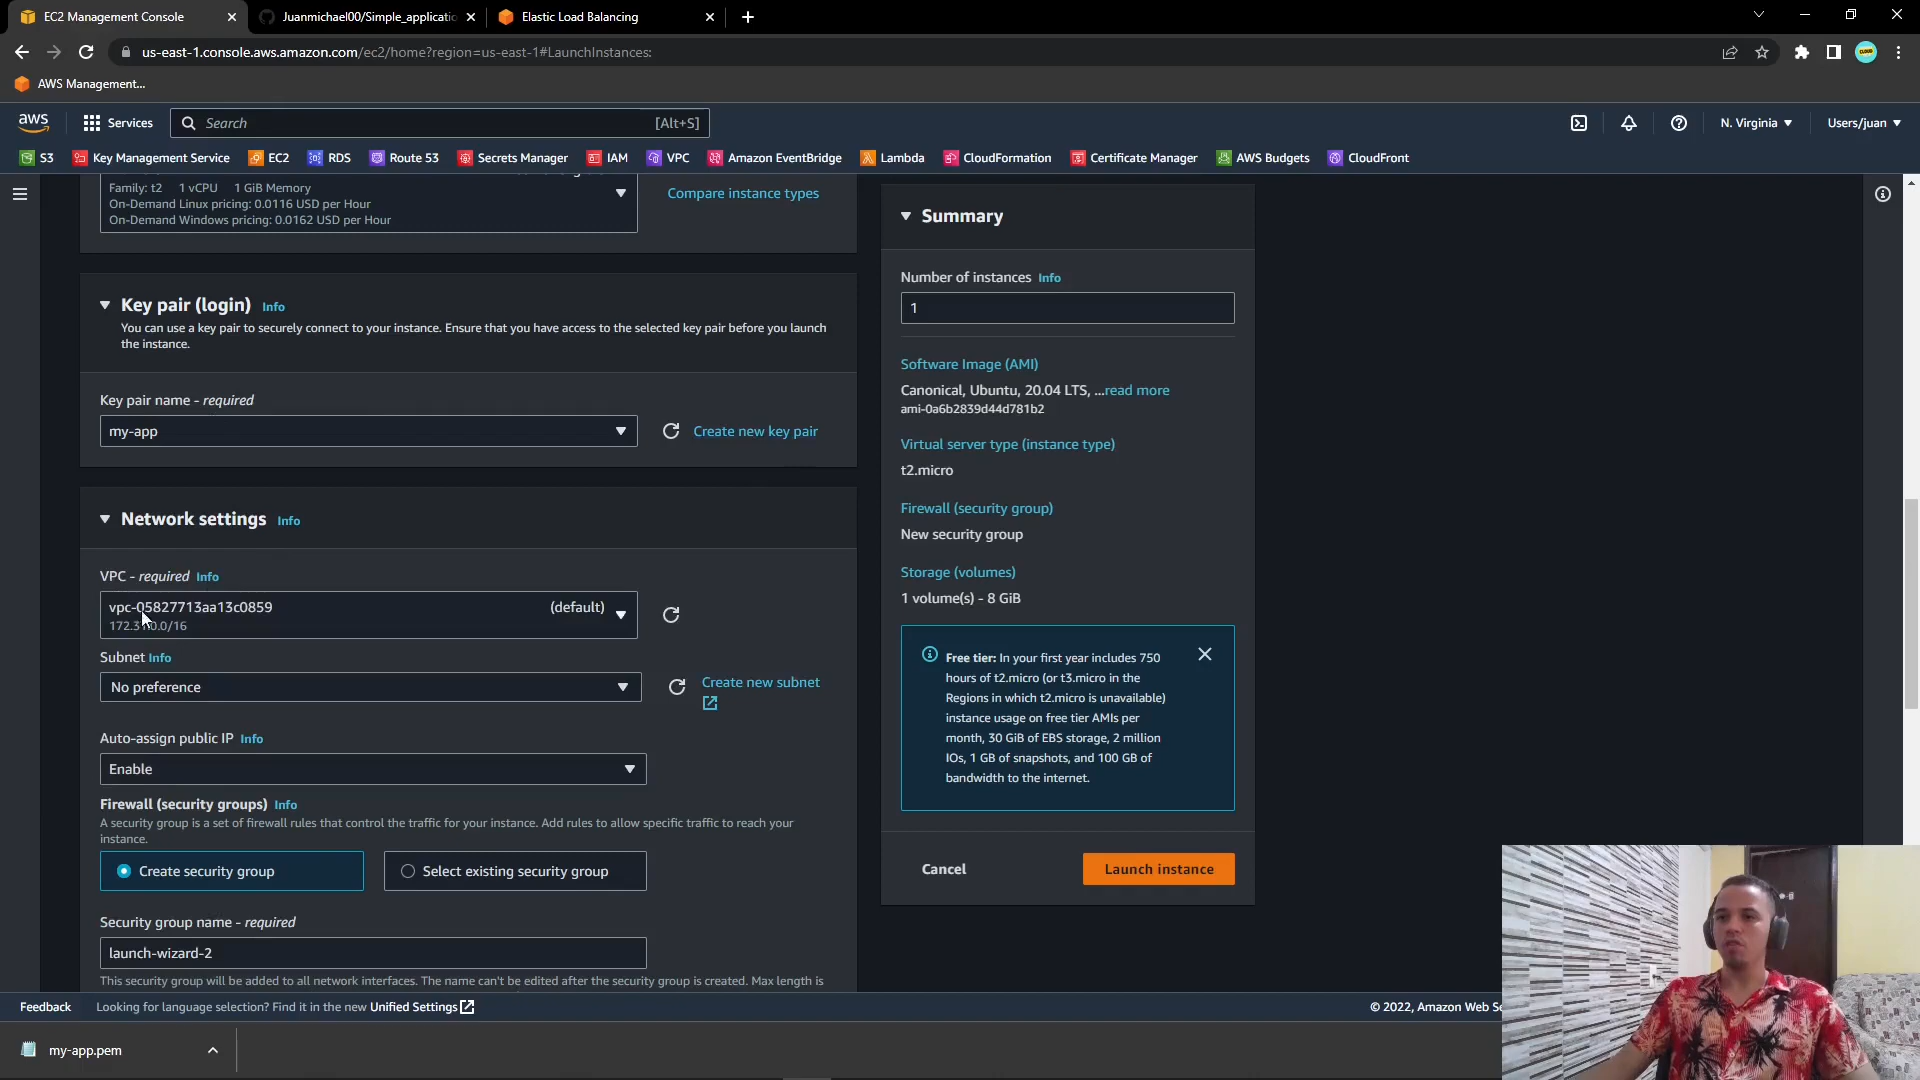 EC2 Management Console
Juanmichael00/Simple_applicatio
Elastic Load Balancing
us-east-1.console.aws.amazon.com/ec2/home?region=us-east-1#LaunchInstances:
CLOUD
AWS Management...
aws
Services
Search
[Alt+S]
N. Virginia
Users/juan
S3
Key Management Service
EC2
RDS
Route 53
Secrets Manager
IAM
VPC
Amazon EventBridge
Lambda
CloudFormation
Certificate Manager
AWS Budgets
CloudFront
Family: t2 1 vCPU 1 GiB Memory
On-Demand Linux pricing: 0.0116 USD per Hour
On-Demand Windows pricing: 0.0162 USD per Hour
Compare instance types
Key pair (login) Info
You can use a key pair to securely connect to your instance. Ensure that you have access to the selected key pair before you launch
the instance.
Key pair name - required
my-app
Create new key pair
Network settings Info
VPC - required Info
vpc-05827713aa13c0859
(default)
172.31.0.0/16
Subnet Info
No preference
Create new subnet
Auto-assign public IP Info
Enable
Firewall (security groups) Info
A security group is a set of firewall rules that control the traffic for your instance. Add rules to allow specific traffic to reach your
instance.
Create security group
Select existing security group
Security group name - required
launch-wizard-2
This security group will be added to all network interfaces. The name can't be edited after the security group is created. Max length is
Summary
Number of instances Info
1
Software Image (AMI)
Canonical, Ubuntu, 20.04 LTS, ...read more
ami-0a6b2839d44d781b2
Virtual server type (instance type)
t2.micro
Firewall (security group)
New security group
Storage (volumes)
1 volume(s) - 8 GiB
Free tier: In your first year includes 750
hours of t2.micro (or t3.micro in the
Regions in which t2.micro is unavailable)
instance usage on free tier AMIs per
month, 30 GiB of EBS storage, 2 million
IOs, 1 GB of snapshots, and 100 GB of
bandwidth to the internet.
Cancel
Launch instance
Feedback
Looking for language selection? Find it in the new Unified Settings
© 2022, Amazon Web Se
my-app.pem